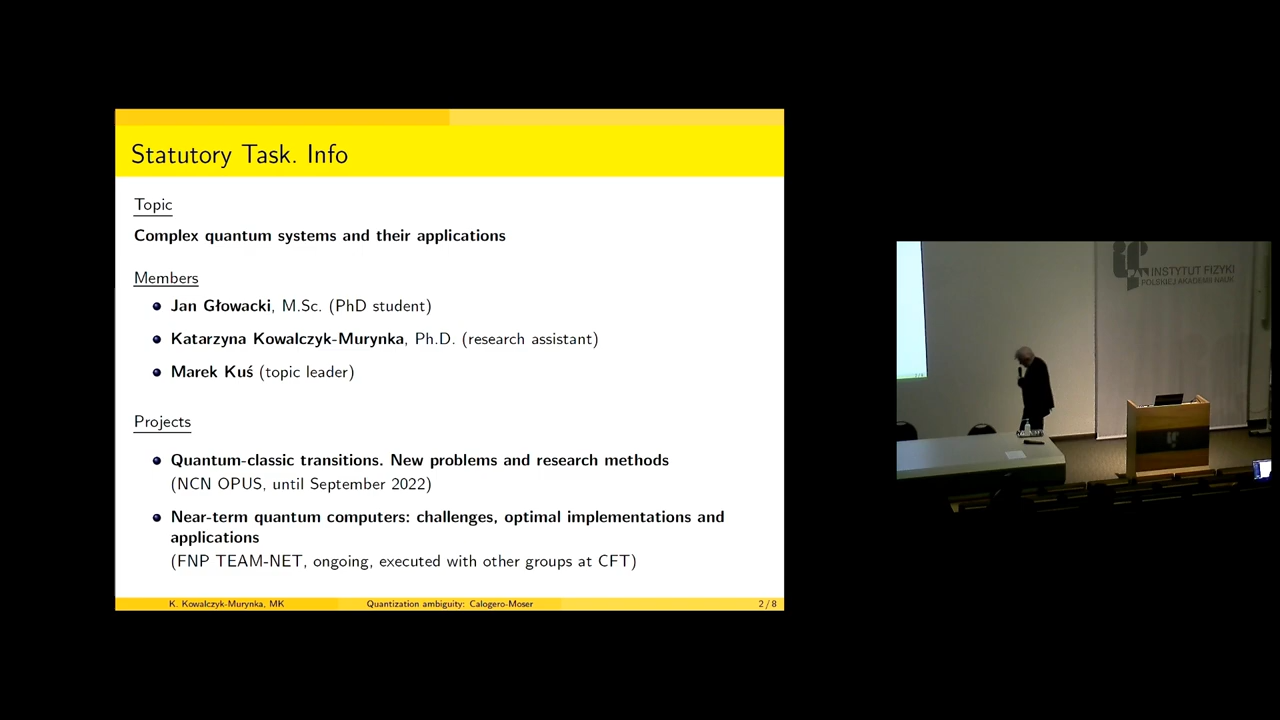 Statutory Task. Info
Topic
Complex quantum systems and their applications
Members
Jan Głowacki, M.Sc. (PhD student)
Katarzyna Kowalczyk-Murynka, Ph.D. (research assistant)
Marek Kuś (topic leader)
Projects
Quantum-classic transitions. New problems and research methods
(NCN OPUS, until September 2022)
Near-term quantum computers: challenges, optimal implementations and
applications
(FNP TEAM-NET, ongoing, executed with other groups at CFT)
K. Kowalczyk-Murynka, MK
Quantization ambiguity: Calogero-Moser
2 / 8
INSTYTUT FIZYKI
POLSKIEJ AKADEMII NAUK